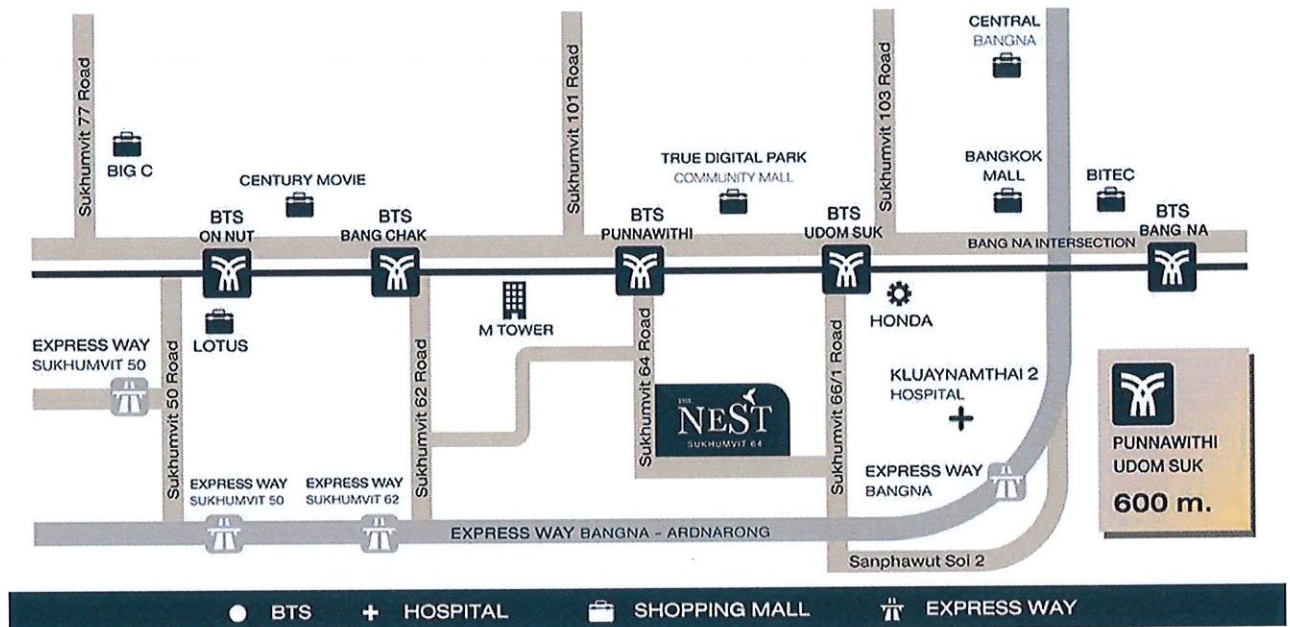 CENTRAL
BANGNA
Sukhumvit 77 Road
Sukhumvit 101 Road
Sukhumvit 103 Road
BIG C
CENTURY MOVIE
TRUE DIGITAL PARK
COMMUNITY MALL
BANGKOK
MALL
BITEC
BTS
ON NUT
BTS
BANG CHAK
BTS
PUNNAWITHI
BTS
UDOM SUK
BANG NA INTERSECTION
BTS
BANG NA
LOTUS
M TOWER
HONDA
EXPRESS WAY
SUKHUMVIT 50
Sukhumvit 50 Road
Sukhumvit 62 Road
Sukhumvit 64 Road
THE
NEST
SUKHUMVIT 64
Sukhumvit 66/1 Road
KLUAYNAMTHAI 2
HOSPITAL
PUNNAWITHI
UDOM SUK
600 m.
EXPRESS WAY
SUKHUMVIT 50
EXPRESS WAY
SUKHUMVIT 62
EXPRESS WAY
BANGNA
EXPRESS WAY BANGNA - ARDNARONG
Sanphawut Soi 2
BTS
HOSPITAL
SHOPPING MALL
EXPRESS WAY